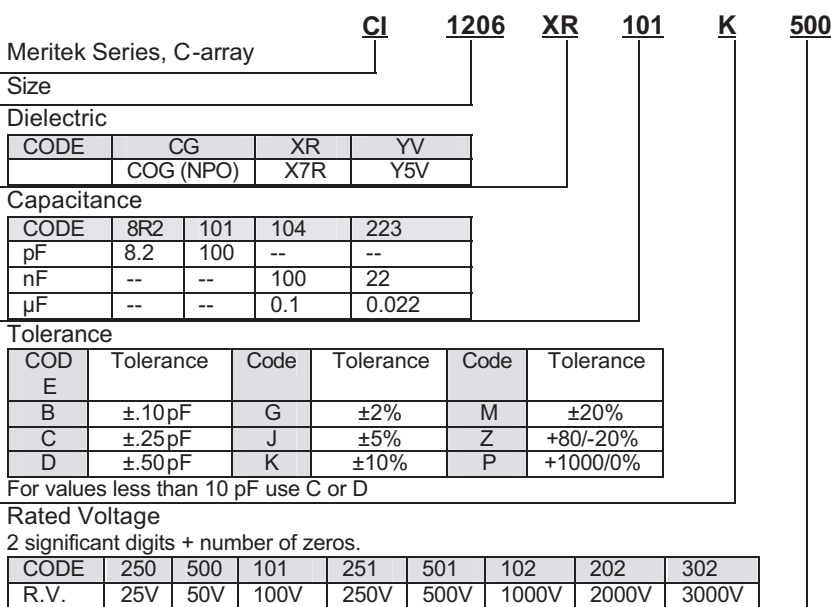 CI 1206 XR 101 K 500
Meritek Series, C-array
Size
Dielectric
CODE CG XR YV
COG (NPO) X7R Y5V
Capacitance
CODE 8R2 101 104 223
pF 8.2 100 -- --
nF -- -- 100 22
µF -- -- 0.1 0.022
Tolerance
COD Tolerance Code Tolerance Code Tolerance
E
B ±.10pF G ±2% M ±20%
C ±.25pF J ±5% Z +80/-20%
D ±.50pF K ±10% P +1000/0%
For values less than 10 pF use C or D
Rated Voltage
2 significant digits + number of zeros.
CODE 250 500 101 251 501 102 202 302
R.V. 25V 50V 100V 250V 500V 1000V 2000V 3000V